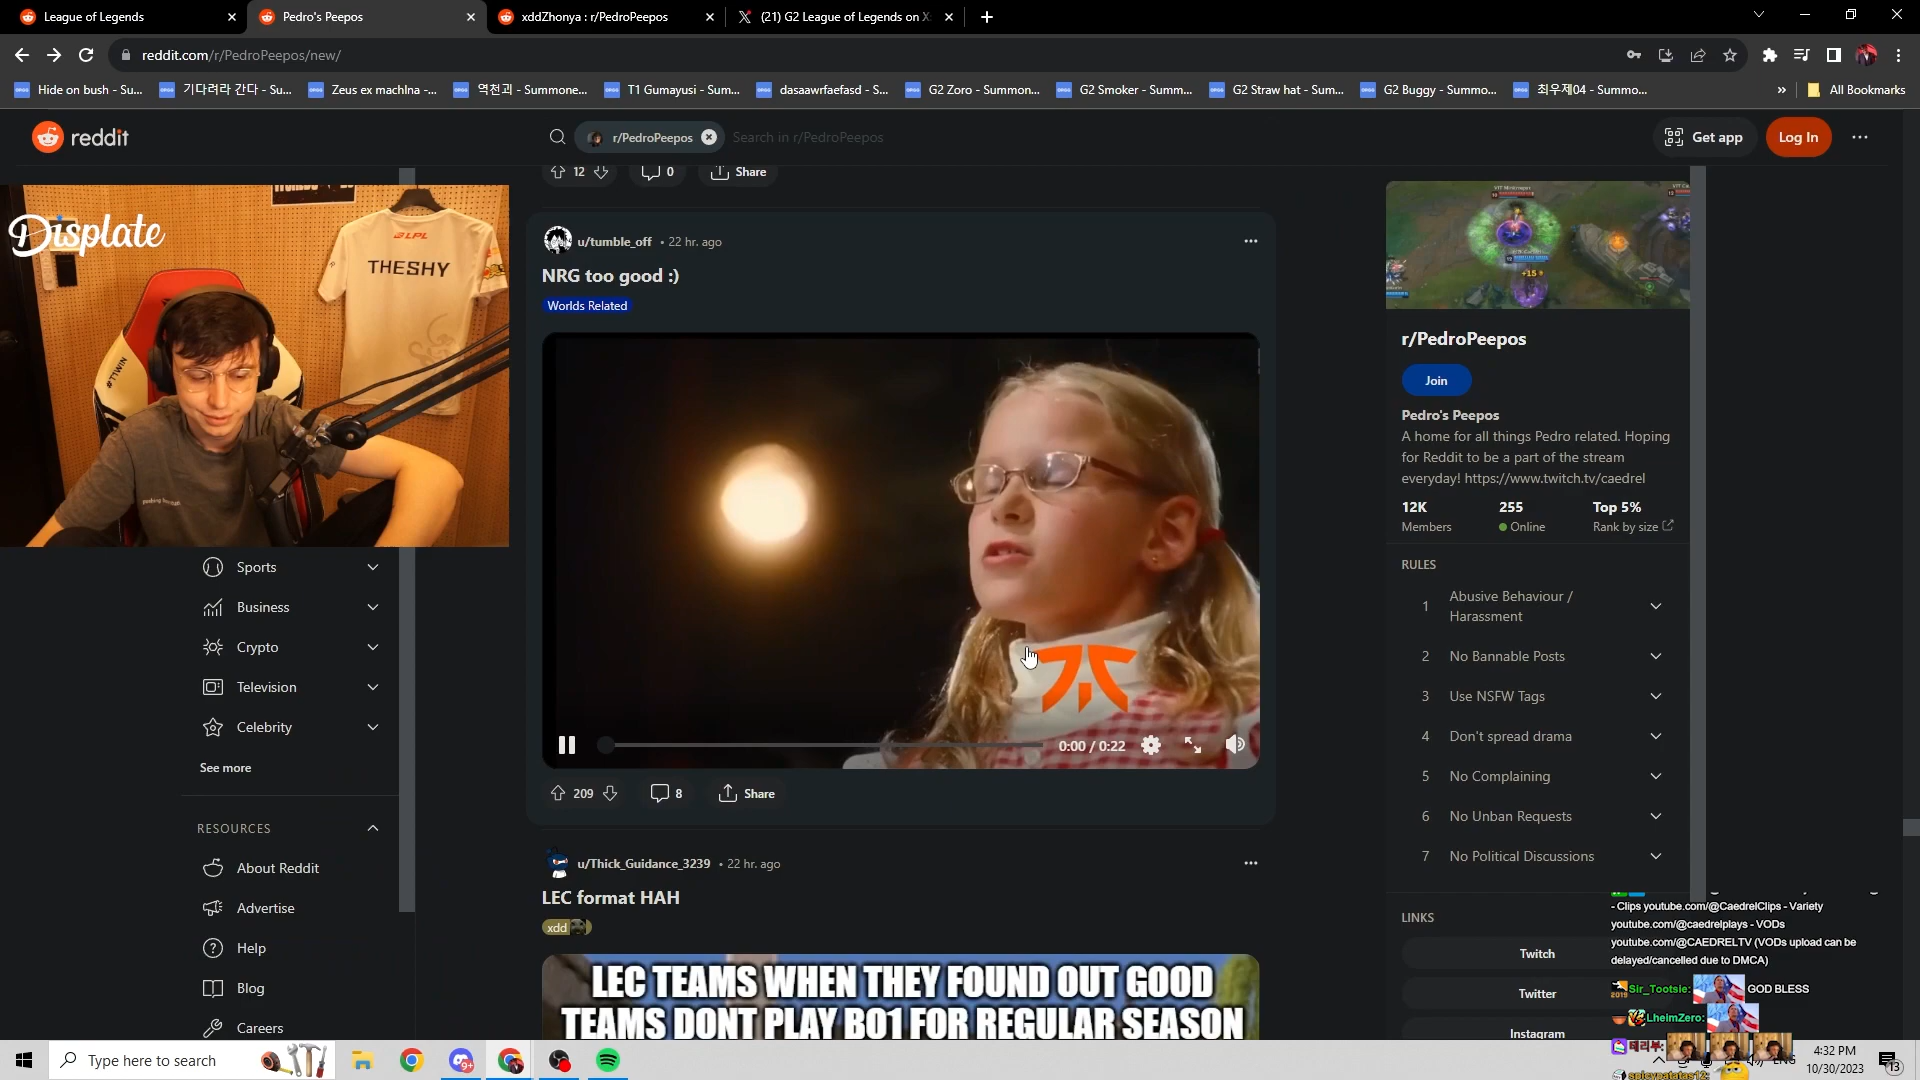 League of Legends
Pedro's Peepos
xddZhonya : r/PedroPeepos
(21) G2 League of Legends on X
reddit.com/r/PedroPeepos/new/
Hide on bush - Su...
기다려라 간다 - Su...
Zeus ex machIna -...
역천괴 - Summone...
T1 Gumayusi - Sum...
dasaawrfaefasd - S...
G2 Zoro - Summon...
G2 Smoker - Summ...
G2 Straw hat - Sum...
G2 Buggy - Summo...
최우제04 - Summo...
»
All Bookmarks
reddit
r/PedroPeepos
Search in r/PedroPeepos
Get app
Log In
12
0
Share
Displate
LPL
THESHY
#T1WIN
u/tumble_off • 22 hr. ago
NRG too good :)
Worlds Related
0:00 / 0:22
209
8
Share
u/Thick_Guidance_3239 • 22 hr. ago
LEC format HAH
xdd
LEC TEAMS WHEN THEY FOUND OUT GOOD
TEAMS DONT PLAY BO1 FOR REGULAR SEASON
Sports
Business
Crypto
Television
Celebrity
See more
RESOURCES
About Reddit
Advertise
Help
Blog
Careers
+15
r/PedroPeepos
Join
Pedro's Peepos
A home for all things Pedro related. Hoping
for Reddit to be a part of the stream
everyday! https://www.twitch.tv/caedrel
12K
255
Top 5%
Members
Online
Rank by size
RULES
1 Abusive Behaviour /
Harassment
2 No Bannable Posts
3 Use NSFW Tags
4 Don't spread drama
5 No Complaining
6 No Unban Requests
7 No Political Discussions
LINKS
Twitch
Twitter
Instagram
- Clips youtube.com/@CaedrelClips - Variety
youtube.com/@caedrelplays - VODs
youtube.com/@CAEDRELTV (VODs upload can be
delayed/cancelled due to DMCA)
2019
Sir_Tootsie: GOD BLESS
LheimZero:
테리부:
spicypatatas12:
Type here to search
9+
ENG
4:32 PM
10/30/2023
13